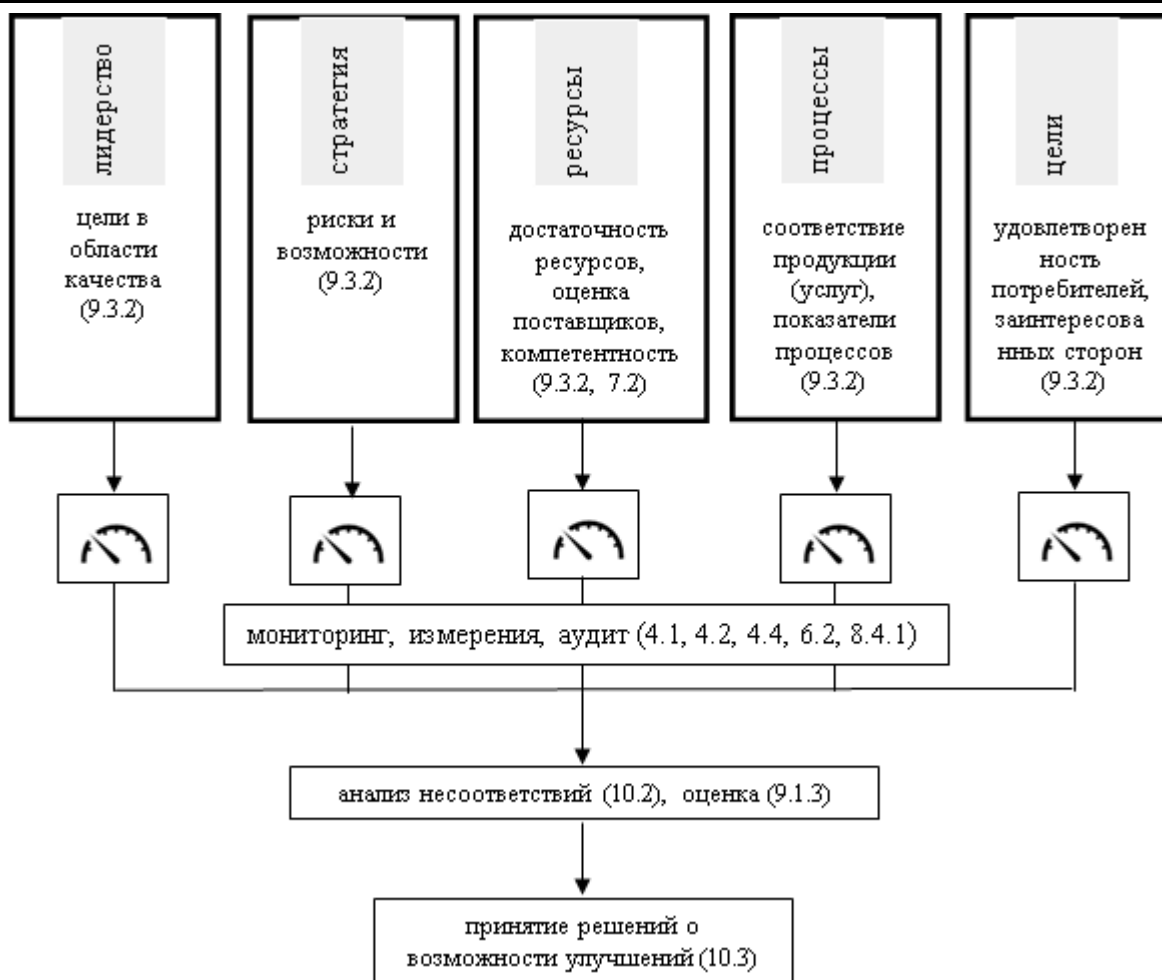 лидерство
цели в
области
качества
(9.3.2)
стратегия
риски и
возможности
(9.3.2)
ресурсы
достаточность
ресурсов,
оценка
поставщиков,
компетентность
(9.3.2, 7.2)
процессы
соответствие
продукции
(услуг),
показатели
процессов
(9.3.2)
цели
удовлетворен
ность
потребителей,
заинтересова
нных сторон
(9.3.2)
мониторинг, измерения, аудит (4.1, 4.2, 4.4, 6.2, 8.4.1)
анализ несоответствий (10.2), оценка (9.1.3)
принятие решений о
возможности улучшений (10.3)